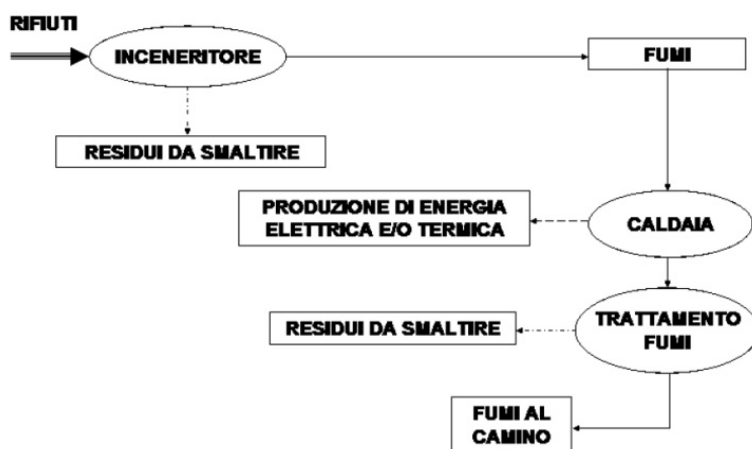 RIFIUTI
INCENERITORE
FUMI
RESIDUI DA SMALTIRE
PRODUZIONE DI ENERGIA
ELETTRICA E/O TERMICA
CALDAIA
RESIDUI DA SMALTIRE
TRATTAMENTO
FUMI
FUMI AL
CAMINO